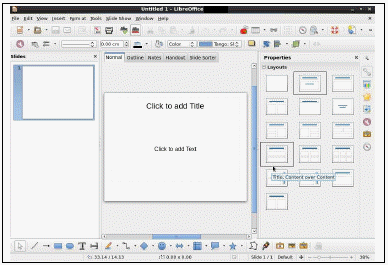 Untitled 1 - LibreOffice
File Edit View Insert Format Tools Slide Show Window Help
0.00 cm
Color
Tango: Sk
Slides
Normal Outline Notes Handout Slide Sorter
Properties
Layouts
Click to add Title
Click to add Text
Title, Content over Content
33.14 / 14.13
0.00 x 0.00
Slide 1 / 1
Default
38%